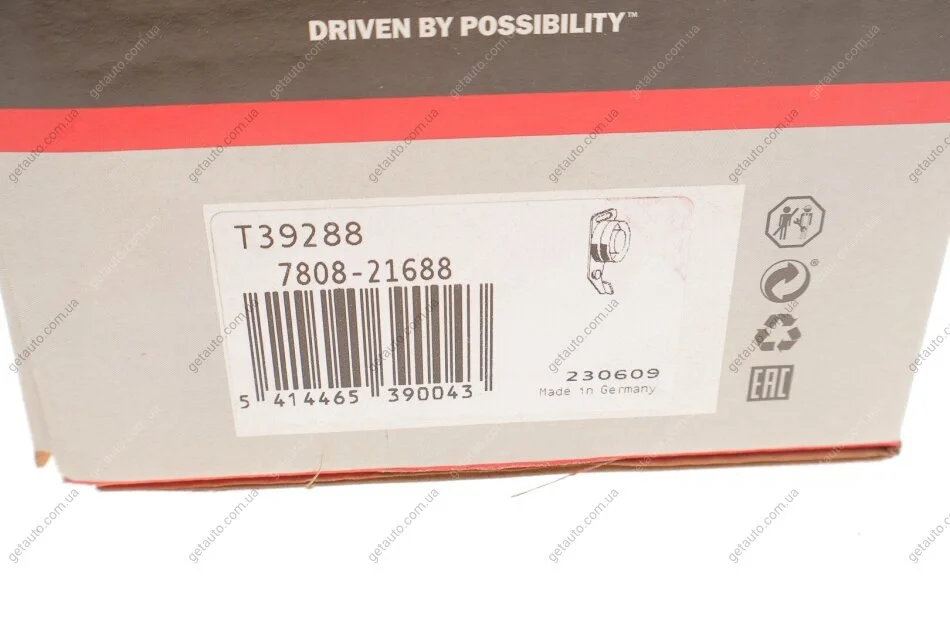 DRIVEN BY POSSIBILITY™
T39288
7808-21688
5 414465 390043
230609
Made in Germany
®
EAC
getauto.com.ua